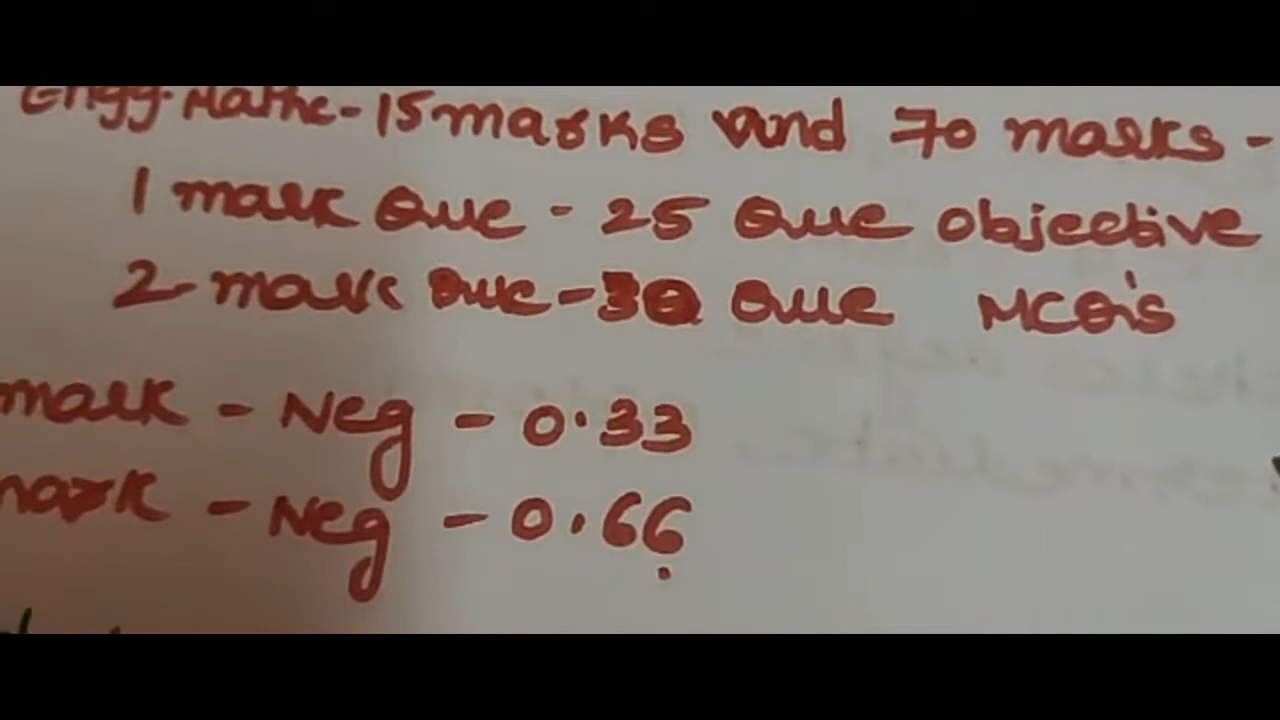 Engg. Maths - 15 marks and 70 marks -
1 mark Que - 25 Que objective
2 mark Que - 30 Que MCQ's
mark - Neg - 0.33
mark - Neg - 0.66